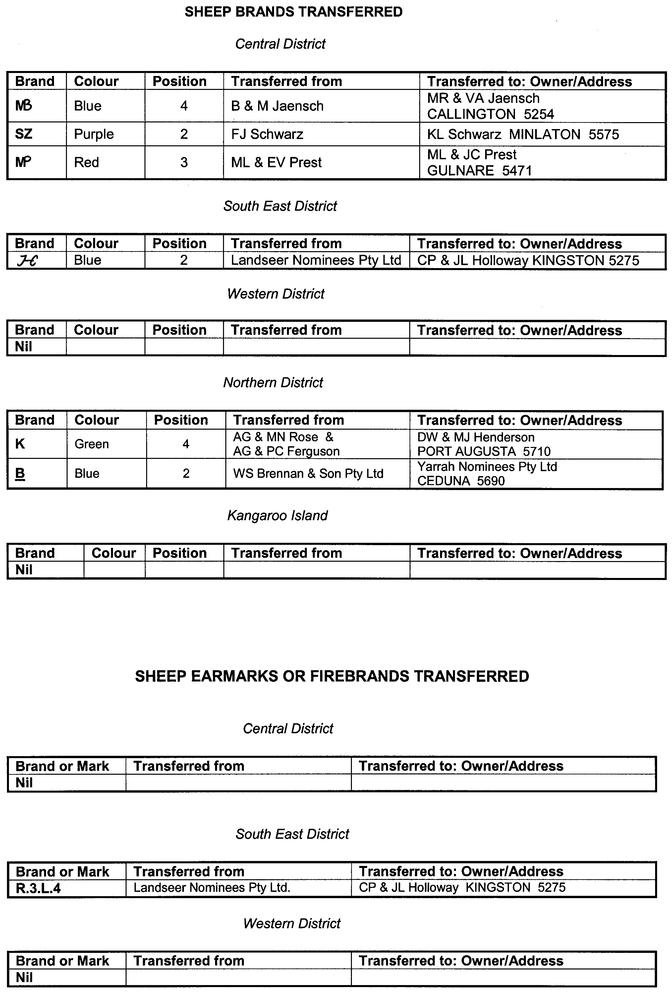 SHEEP BRANDS TRANSFERRED
Central District
Brand Colour Position Transferred from Transferred to: Owner/Address
MB Blue 4 B & M Jaensch MR & VA Jaensch
CALLINGTON 5254
SZ Purple 2 FJ Schwarz KL Schwarz MINLATON 5575
MP Red 3 ML & EV Prest ML & JC Prest
GULNARE 5471
South East District
Brand Colour Position Transferred from Transferred to: Owner/Address
Blue 2 Landseer Nominees Pty Ltd CP & JL Holloway KINGSTON 5275
Western District
Brand Colour Position Transferred from Transferred to: Owner/Address
Nil
Northern District
Brand Colour Position Transferred from Transferred to: Owner/Address
K Green 4 AG & MN Rose & DW & MJ Henderson
AG & PC Ferguson PORT AUGUSTA 5710
B Blue 2 WS Brennan & Son Pty Ltd Yarrah Nominees Pty Ltd
CEDUNA 5690
Kangaroo Island
Brand Colour Position Transferred from Transferred to: Owner/Address
Nil
SHEEP EARMARKS OR FIREBRANDS TRANSFERRED
Central District
Brand or Mark Transferred from Transferred to: Owner/Address
Nil
South East District
Brand or Mark Transferred from Transferred to: Owner/Address
R.3.L.4 Landseer Nominees Pty Ltd. CP & JL Holloway KINGSTON 5275
Western District
Brand or Mark Transferred from Transferred to: Owner/Address
Nil